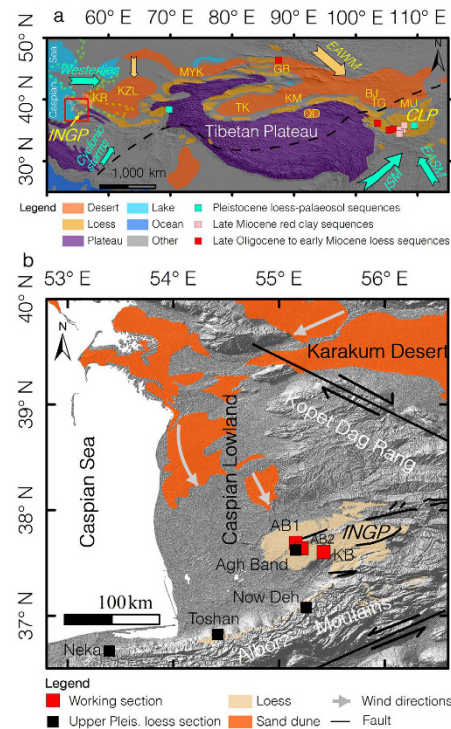 a
60° E 70° E 80° E 90° E 100° E 110° E
50° N
40° N
30° N
N
Caspian Sea
Westerlies
KR
KZL
MYK
GB
EAWM
INGP
Cyclonic storms
TK
KM
QD
BJ
TG
MU
CLP
Tibetan Plateau
ISM
EASM
1,000 km
Legend
Desert
Lake
Pleistocene loess-palaeosol sequences
Loess
Ocean
Late Miocene red clay sequences
Plateau
Other
Late Oligocene to early Miocene loess sequences
b
53° E 54° E 55° E 56° E
40° N
39° N
38° N
37° N
N
Karakum Desert
Kopet Dag Rang
Caspian Sea
Caspian Lowland
AB1
AB2
INGP
KB
Agh Band
Now Deh
Toshan
Neka
Alborz Moutains
100km
Legend
Working section
Loess
Wind directions
Upper Pleis. loess section
Sand dune
Fault